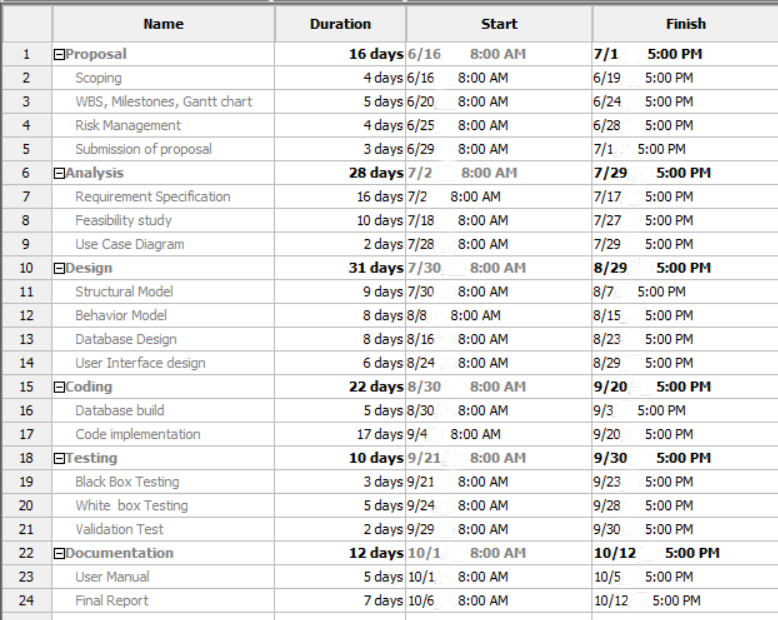 Name Duration Start Finish
1 Proposal 16 days 6/16 8:00 AM 7/1 5:00 PM
2 Scoping 4 days 6/16 8:00 AM 6/19 5:00 PM
3 WBS, Milestones, Gantt chart 5 days 6/20 8:00 AM 6/24 5:00 PM
4 Risk Management 4 days 6/25 8:00 AM 6/28 5:00 PM
5 Submission of proposal 3 days 6/29 8:00 AM 7/1 5:00 PM
6 Analysis 28 days 7/2 8:00 AM 7/29 5:00 PM
7 Requirement Specification 16 days 7/2 8:00 AM 7/17 5:00 PM
8 Feasibility study 10 days 7/18 8:00 AM 7/27 5:00 PM
9 Use Case Diagram 2 days 7/28 8:00 AM 7/29 5:00 PM
10 Design 31 days 7/30 8:00 AM 8/29 5:00 PM
11 Structural Model 9 days 7/30 8:00 AM 8/7 5:00 PM
12 Behavior Model 8 days 8/8 8:00 AM 8/15 5:00 PM
13 Database Design 8 days 8/16 8:00 AM 8/23 5:00 PM
14 User Interface design 6 days 8/24 8:00 AM 8/29 5:00 PM
15 Coding 22 days 8/30 8:00 AM 9/20 5:00 PM
16 Database build 5 days 8/30 8:00 AM 9/3 5:00 PM
17 Code implementation 17 days 9/4 8:00 AM 9/20 5:00 PM
18 Testing 10 days 9/21 8:00 AM 9/30 5:00 PM
19 Black Box Testing 3 days 9/21 8:00 AM 9/23 5:00 PM
20 White box Testing 5 days 9/24 8:00 AM 9/28 5:00 PM
21 Validation Test 2 days 9/29 8:00 AM 9/30 5:00 PM
22 Documentation 12 days 10/1 8:00 AM 10/12 5:00 PM
23 User Manual 5 days 10/1 8:00 AM 10/5 5:00 PM
24 Final Report 7 days 10/6 8:00 AM 10/12 5:00 PM